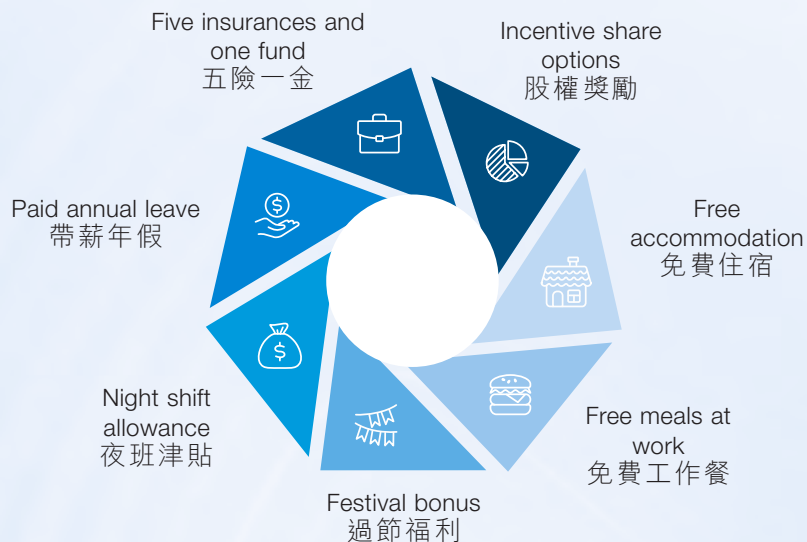 Five insurances and
one fund
五險一金
Incentive share
options
股權獎勵
Paid annual leave
帶薪年假
Free
accommodation
免費住宿
Night shift
allowance
夜班津貼
Free meals at
work
免費工作餐
Festival bonus
過節福利